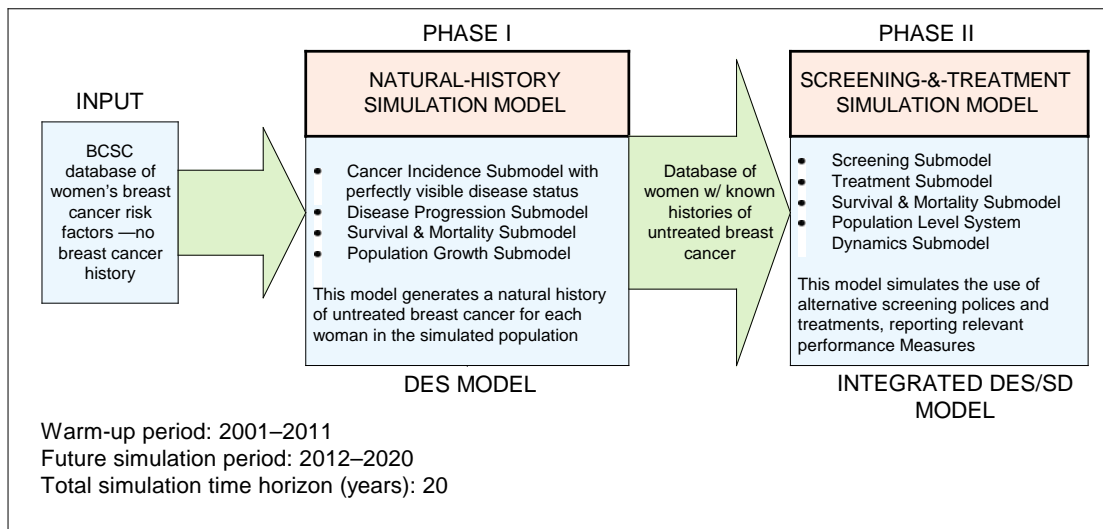 INPUT
BCSC
database of
women's breast
cancer risk
factors —no
breast cancer
history
PHASE I
NATURAL-HISTORY
SIMULATION MODEL
• Cancer Incidence Submodel with
perfectly visible disease status
• Disease Progression Submodel
• Survival & Mortality Submodel
• Population Growth Submodel
This model generates a natural history
of untreated breast cancer for each
woman in the simulated population
DES MODEL
Database of
women w/ known
histories of
untreated breast
cancer
PHASE II
SCREENING-&-TREATMENT
SIMULATION MODEL
• Screening Submodel
• Treatment Submodel
• Survival & Mortality Submodel
• Population Level System
Dynamics Submodel
This model simulates the use of
alternative screening polices and
treatments, reporting relevant
performance Measures
INTEGRATED DES/SD
MODEL
Warm-up period: 2001–2011
Future simulation period: 2012–2020
Total simulation time horizon (years): 20